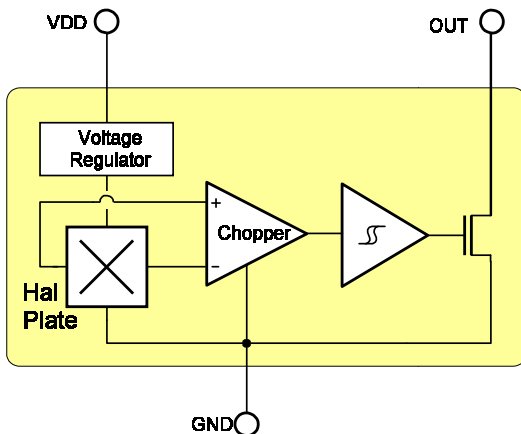 VDD
OUT
Voltage
Regulator
+
Chopper
−
Hal
Plate
GND